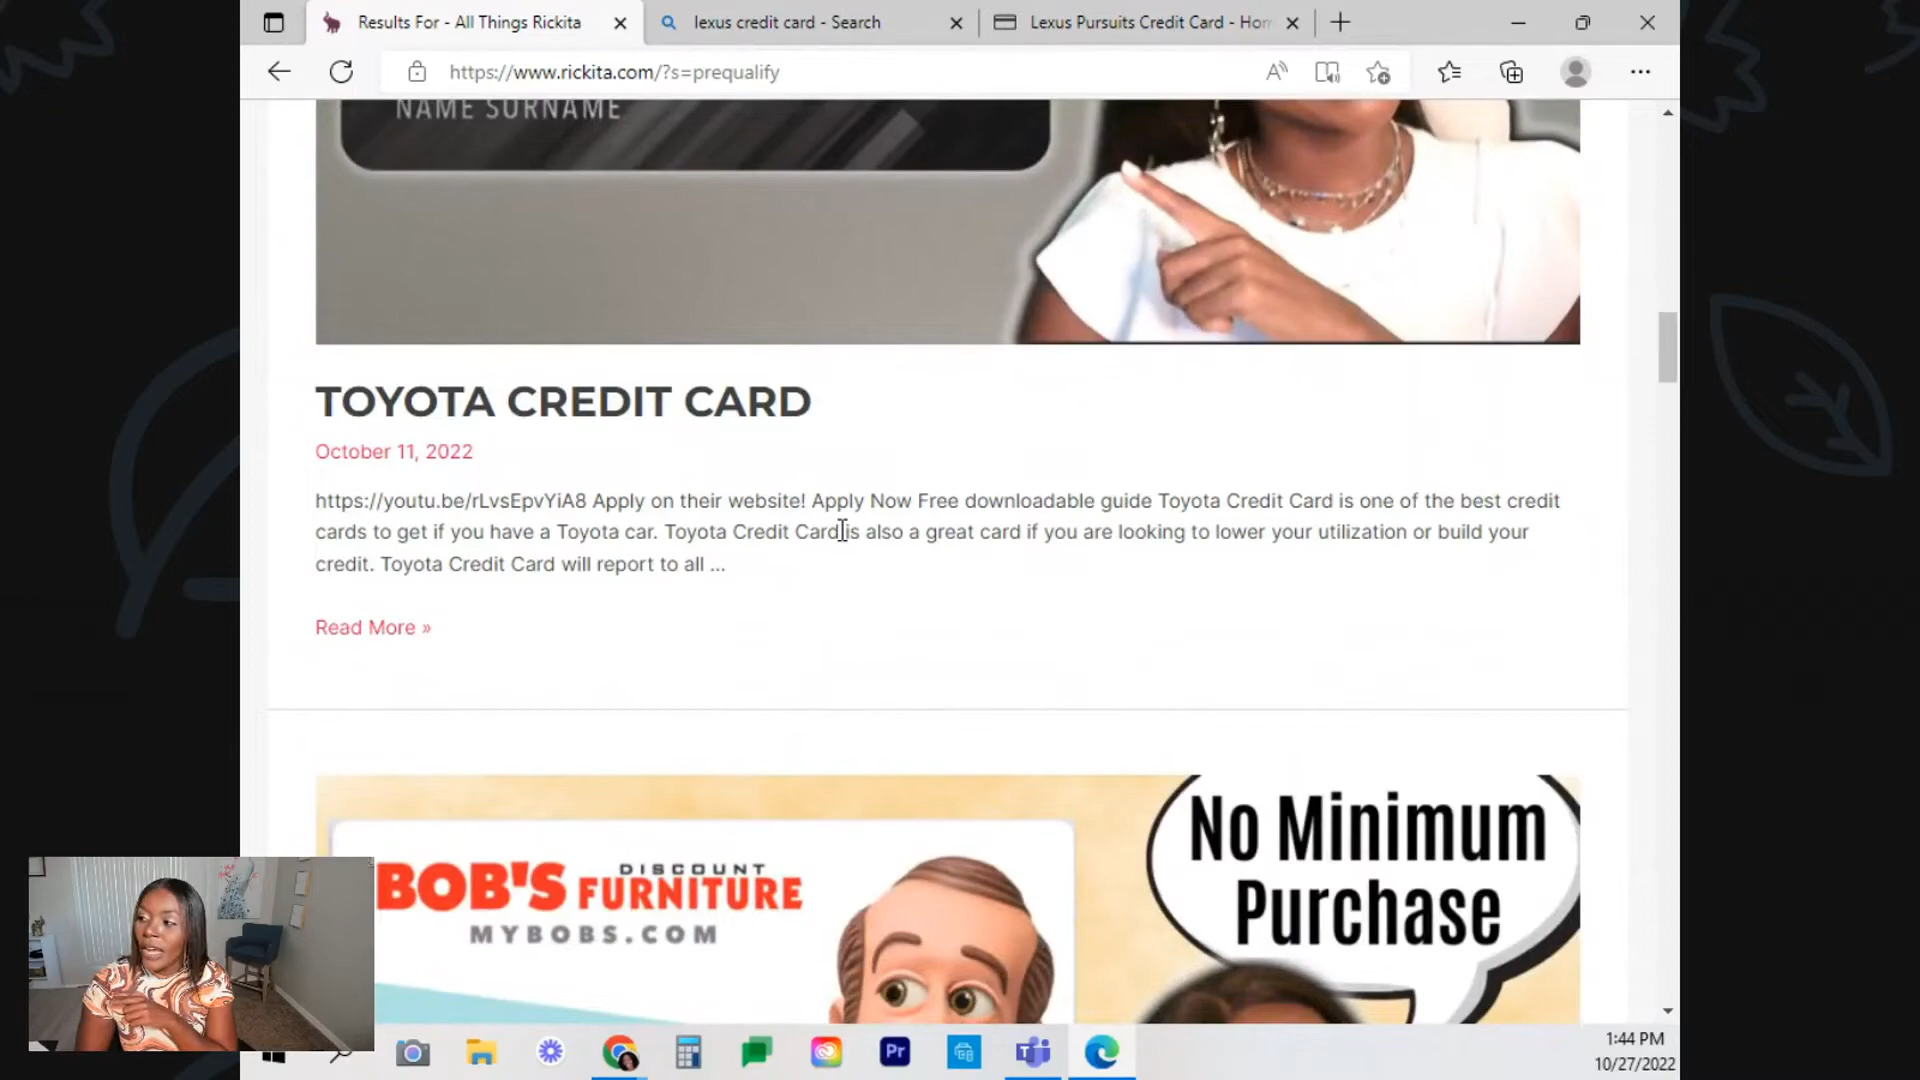 Results For - All Things Rickita
lexus credit card - Search
Lexus Pursuits Credit Card - Hom
https://www.rickita.com/?s=prequalify
NAME SURNAME
TOYOTA CREDIT CARD
October 11, 2022
https://youtu.be/rLvsEpvYiA8 Apply on their website! Apply Now Free downloadable guide Toyota Credit Card is one of the best credit
cards to get if you have a Toyota car. Toyota Credit Card is also a great card if you are looking to lower your utilization or build your
credit. Toyota Credit Card will report to all ...
Read More »
No Minimum
Purchase
BOB'S DISCOUNT
FURNITURE
MYBOBS.COM
Pr
1:44 PM
10/27/2022